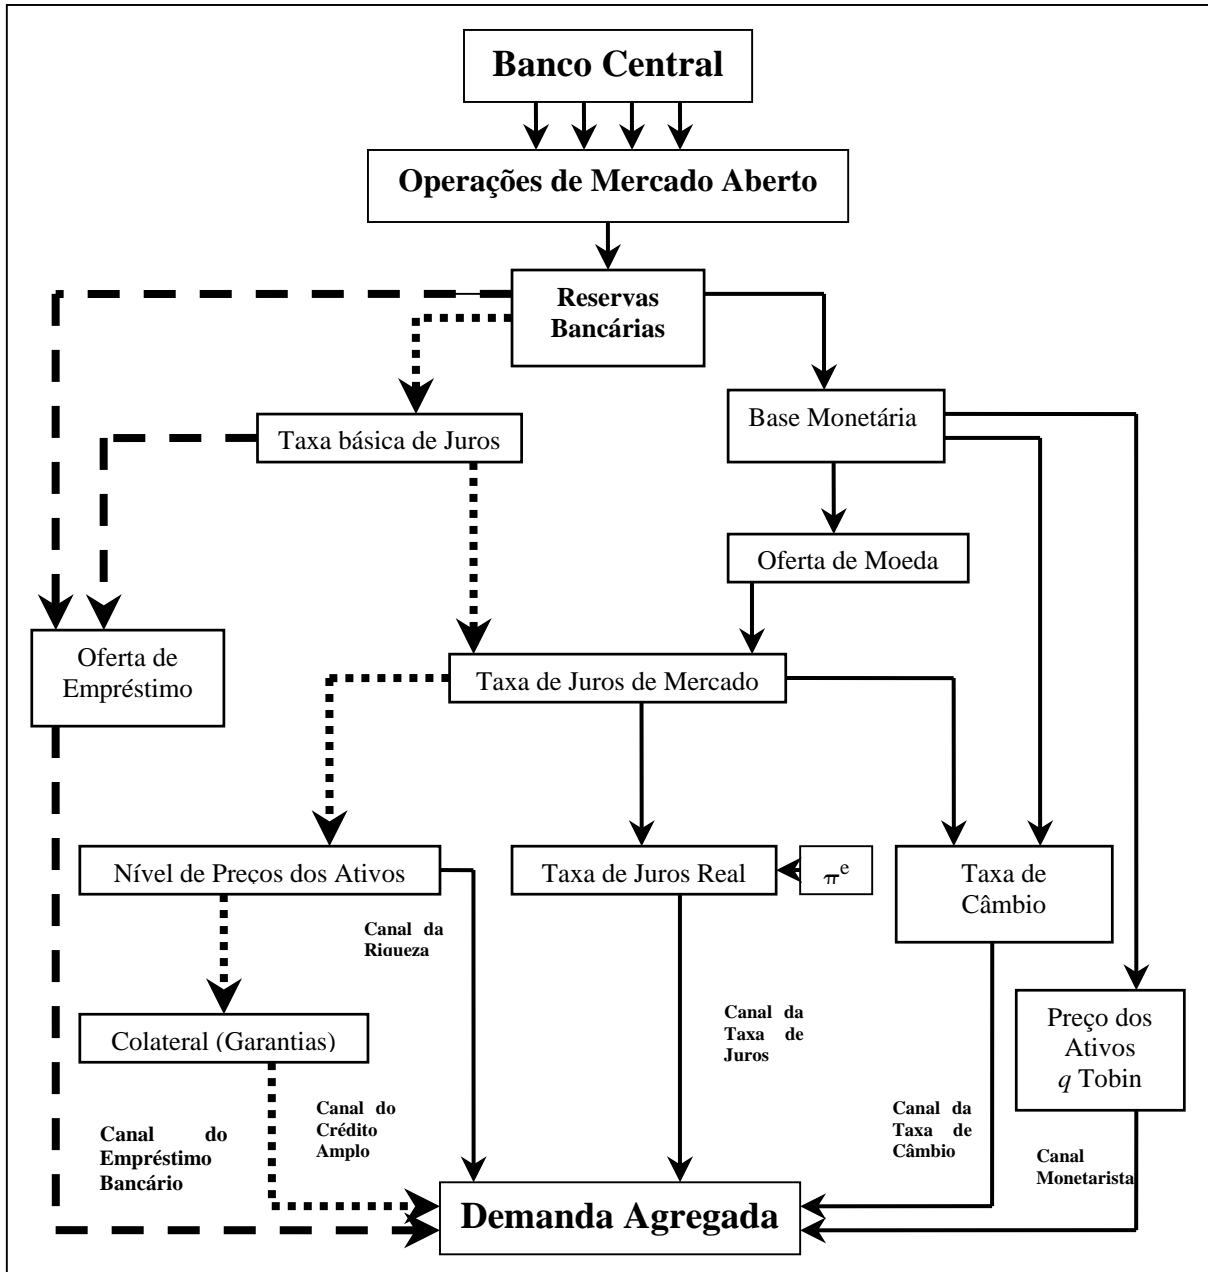 Banco Central
Operações de Mercado Aberto
Reservas
Bancárias
Base Monetária
Taxa básica de Juros
Oferta de Moeda
Oferta de
Empréstimo
Taxa de Juros de Mercado
Nível de Preços dos Ativos
Taxa de Juros Real
πᵉ
Taxa de
Câmbio
Canal da
Riqueza
Colateral (Garantias)
Canal da
Taxa de
Juros
Preço dos
Ativos
q Tobin
Canal do
Empréstimo
Bancário
Canal do
Crédito
Amplo
Canal da
Taxa de
Câmbio
Canal
Monetarista
Demanda Agregada